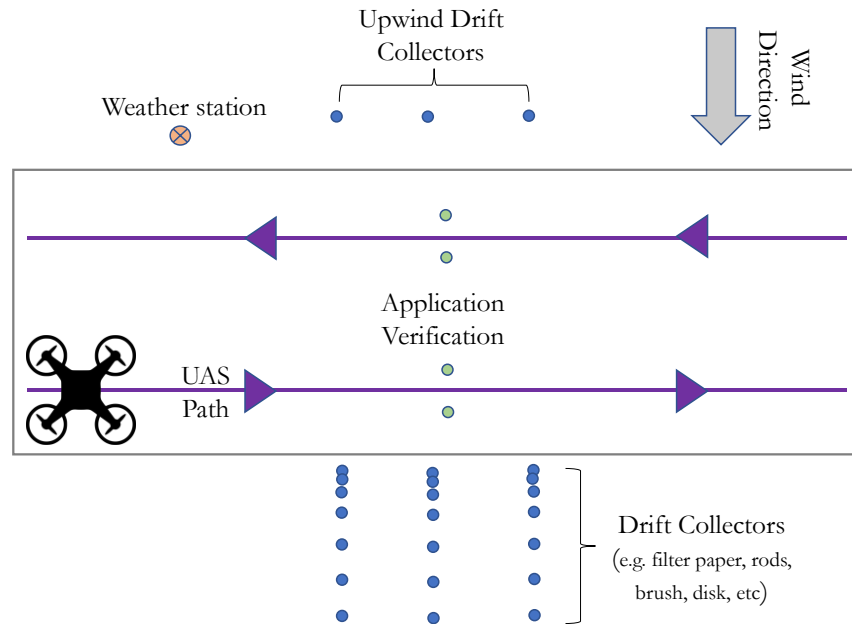 Upwind Drift
Collectors
Wind
Direction
Weather station
Application
Verification
UAS
Path
Drift Collectors
(e.g. filter paper, rods,
brush, disk, etc)